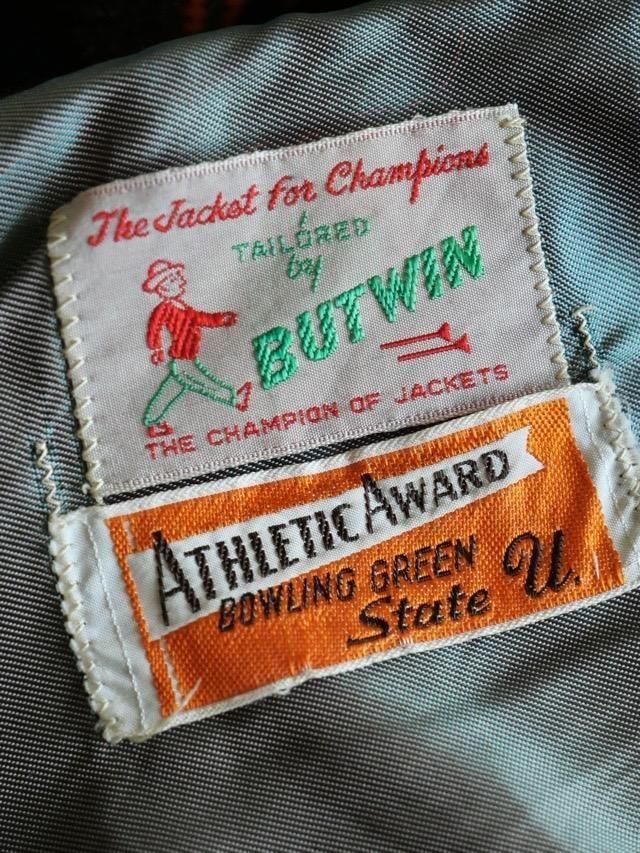 The Jacket for Champions
TAILORED
by
BUTWIN
THE CHAMPION OF JACKETS
ATHLETIC AWARD
BOWLING GREEN
State U.